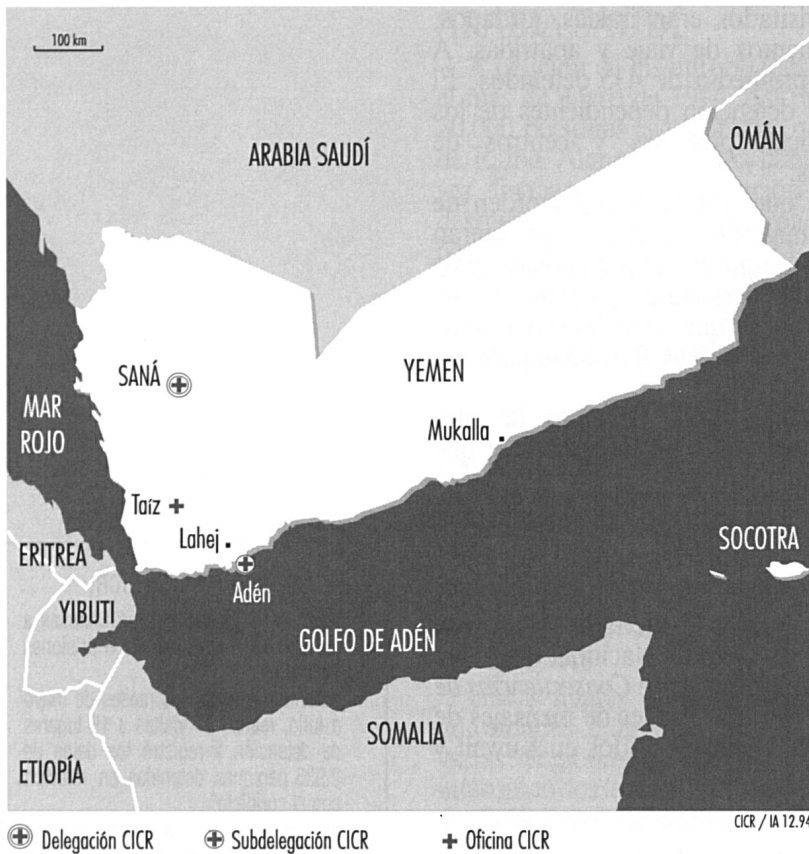 100 km
ARABIA SAUDÍ
OMÁN
SANÁ
YEMEN
MAR
ROJO
Mukalla
Taíz
Lahej
ERITREA
SOCOTRA
Adén
YIBUTI
GOLFO DE ADÉN
SOMALIA
ETIOPÍA
CICR / IA 12.94
Delegación CICR
Subdelegación CICR
Oficina CICR